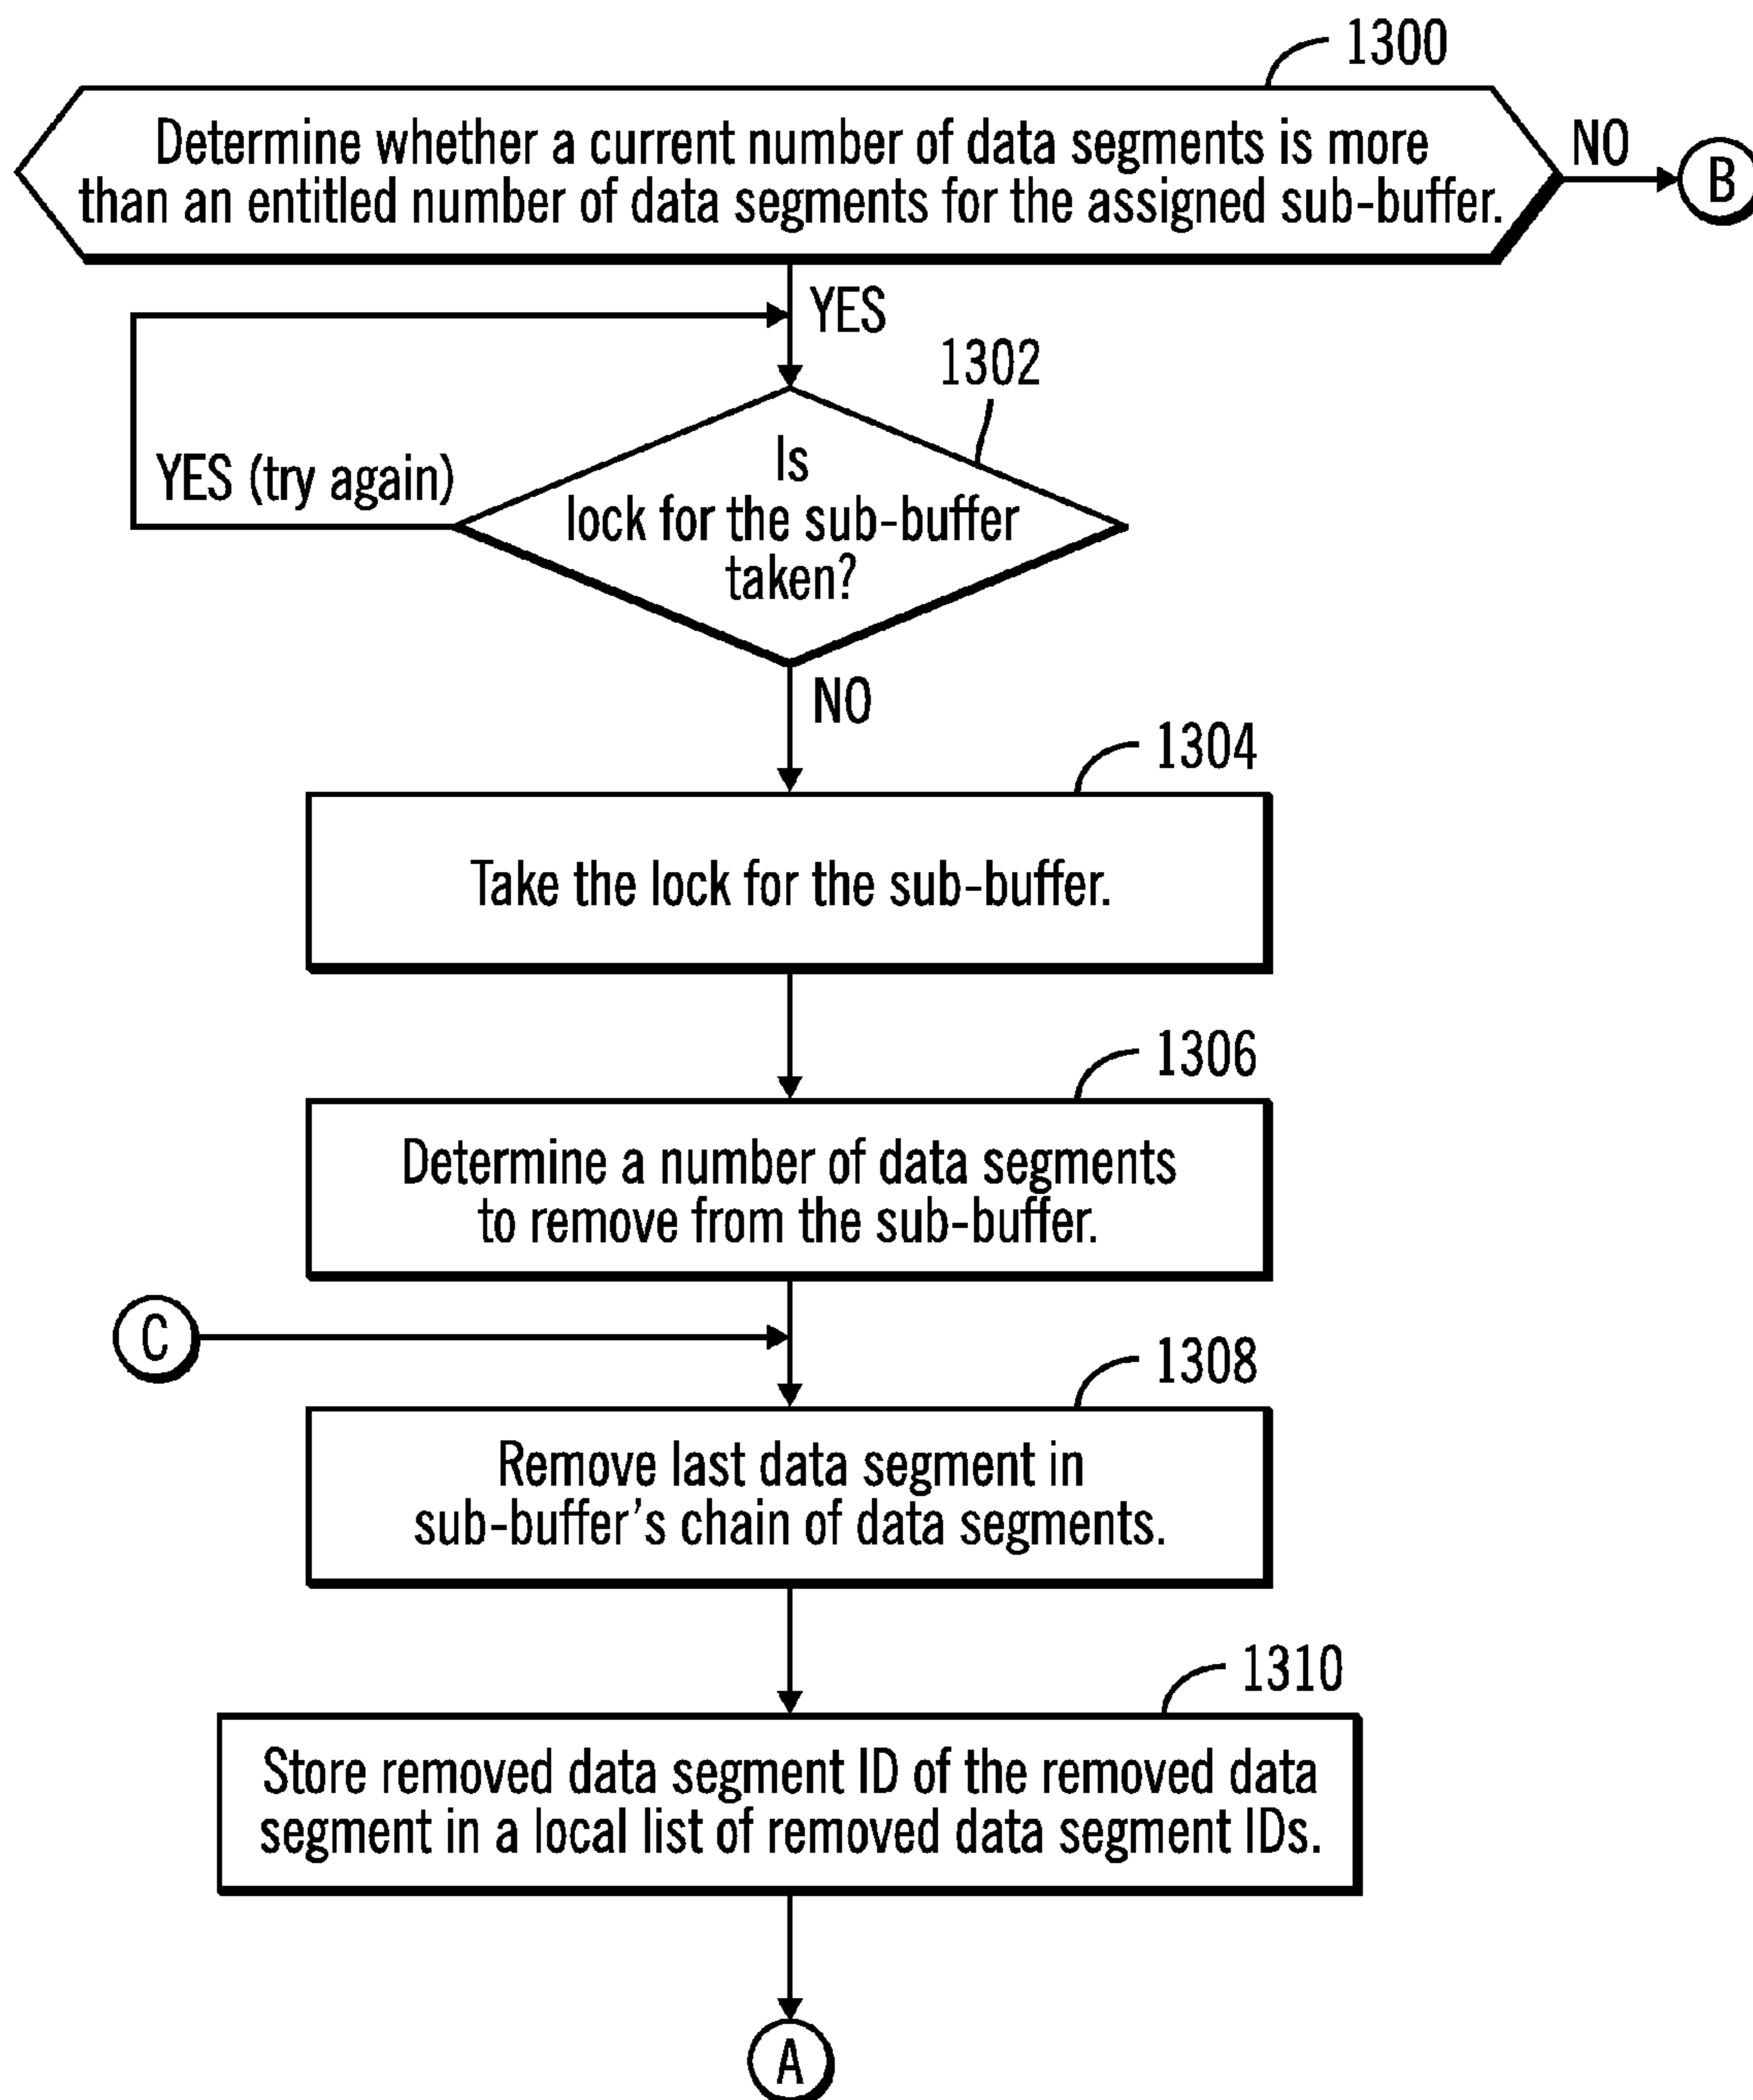 1300
Determine whether a current number of data segments is more
than an entitled number of data segments for the assigned sub-buffer.
NO
B
YES
1302
YES (try again)
Is
lock for the sub-buffer
taken?
NO
1304
Take the lock for the sub-buffer.
1306
Determine a number of data segments
to remove from the sub-buffer.
C
1308
Remove last data segment in
sub-buffer's chain of data segments.
1310
Store removed data segment ID of the removed data
segment in a local list of removed data segment IDs.
A